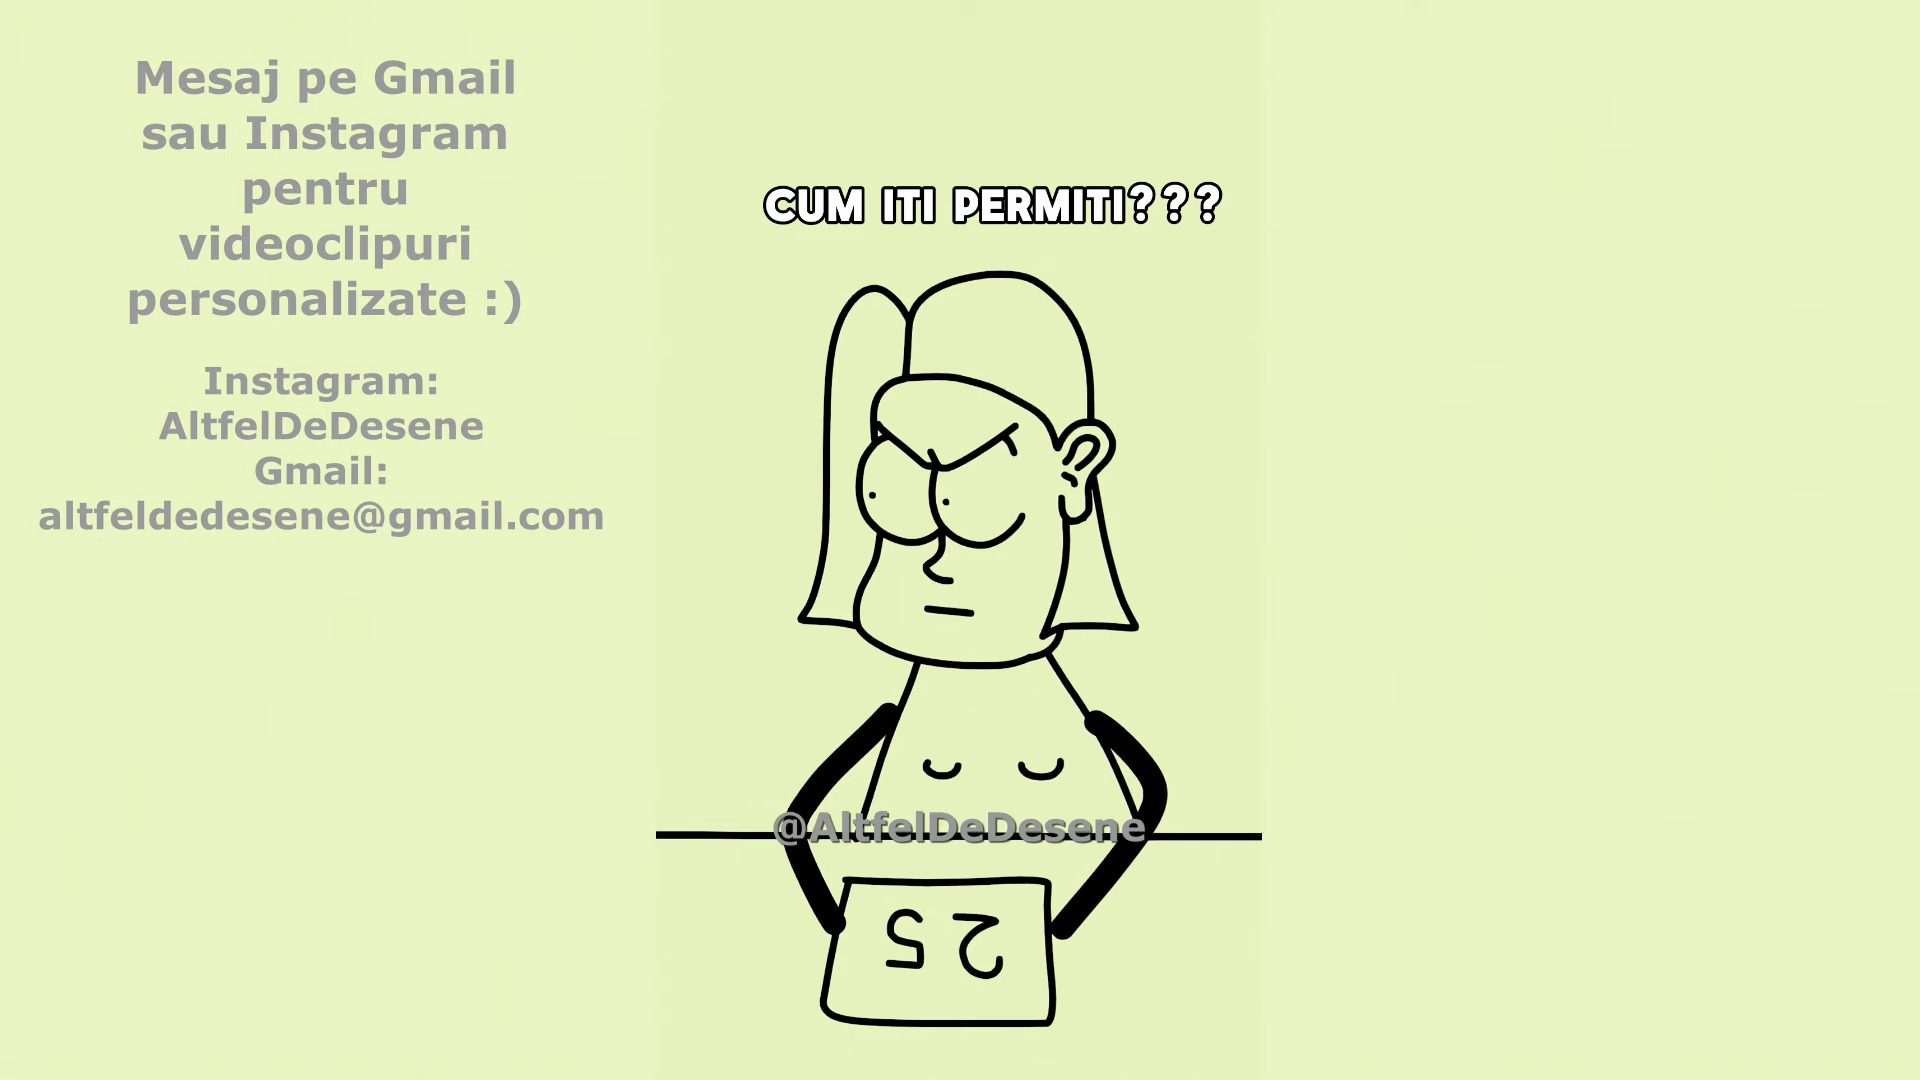 Mesaj pe Gmail
sau Instagram
pentru
videoclipuri
personalizate :)
Instagram:
AltfelDeDesene
Gmail:
altfeldedesene@gmail.com
CUM ITI PERMITI???
@AltfelDeDesene
25